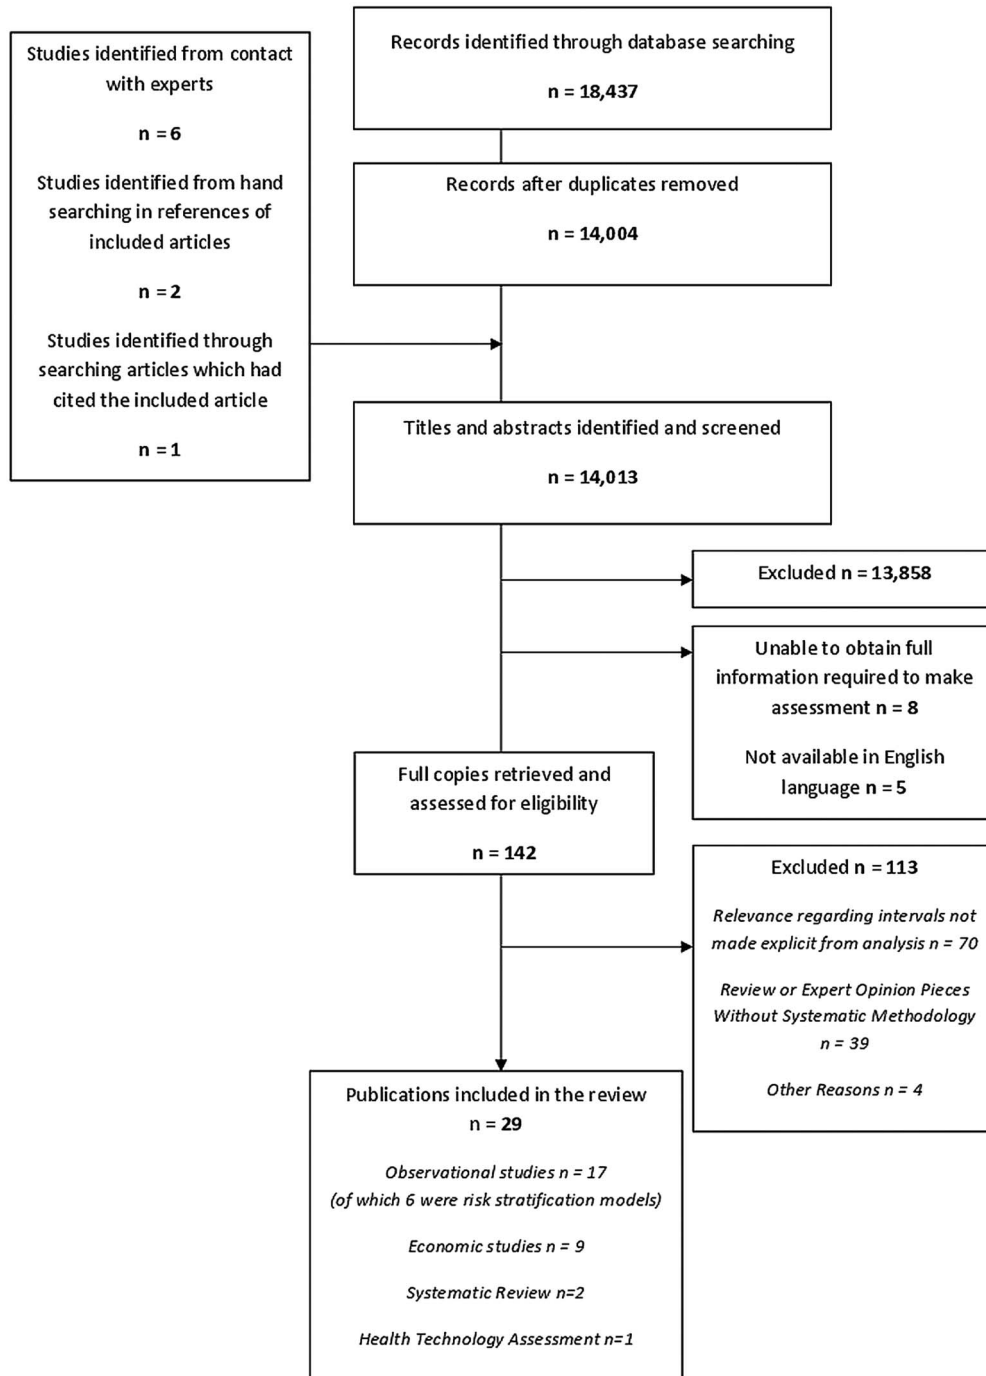 Studies identified from contact
with experts
n = 6
Studies identified from hand
searching in references of
included articles
n = 2
Studies identified through
searching articles which had
cited the included article
n = 1
Records identified through database searching
n = 18,437
Records after duplicates removed
n = 14,004
Titles and abstracts identified and screened
n = 14,013
Excluded n = 13,858
Unable to obtain full
information required to make
assessment n = 8
Not available in English
language n = 5
Full copies retrieved and
assessed for eligibility
n = 142
Excluded n = 113
Relevance regarding intervals not
made explicit from analysis n = 70
Review or Expert Opinion Pieces
Without Systematic Methodology
n = 39
Other Reasons n = 4
Publications included in the review
n = 29
Observational studies n = 17
(of which 6 were risk stratification models)
Economic studies n = 9
Systematic Review n=2
Health Technology Assessment n=1